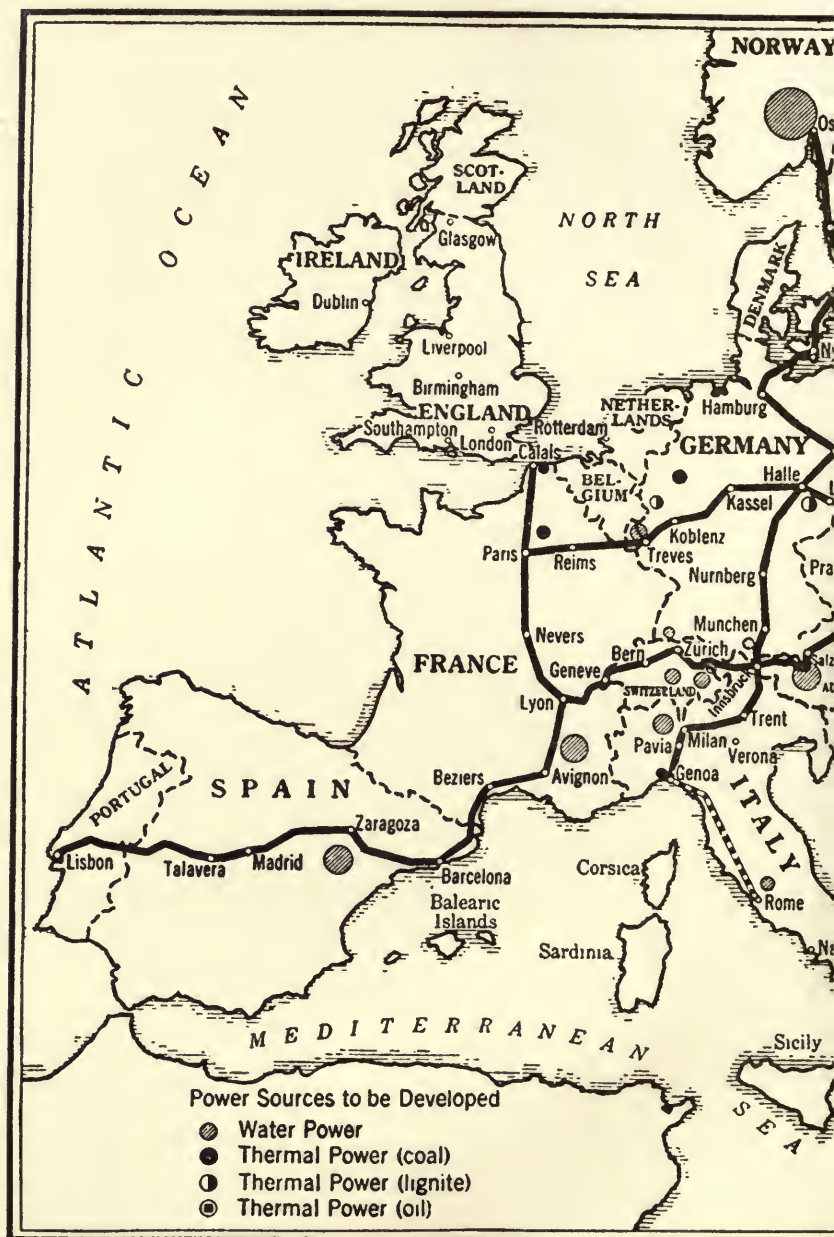 NORWAY
ATLANTIC OCEAN
SCOT-
LAND
Glasgow
NORTH
SEA
IRELAND
Dublin
DENMARK
Liverpool
Birmingham
ENGLAND
Southampton
London
Rotterdam
NETHER-
LANDS
Hamburg
GERMANY
Calais
BEL-
GIUM
Halle
Kassel
Koblenz
Paris
Reims
Treves
Nurnberg
Pra
Nevers
Munchen
Bern
Zürich
FRANCE
Geneve
SWITZERLAND
Innsbruck
Salz
Lyon
Trent
Pavia
Milan
Verona
Beziers
Avignon
Genoa
ITALY
SPAIN
PORTUGAL
Zaragoza
Lisbon
Talavera
Madrid
Barcelona
Corsica
Rome
Balearic
Islands
Sardinia
Na
MEDITERRANEAN
SEA
Sicily
Power Sources to be Developed
Water Power
Thermal Power (coal)
Thermal Power (lignite)
Thermal Power (oil)